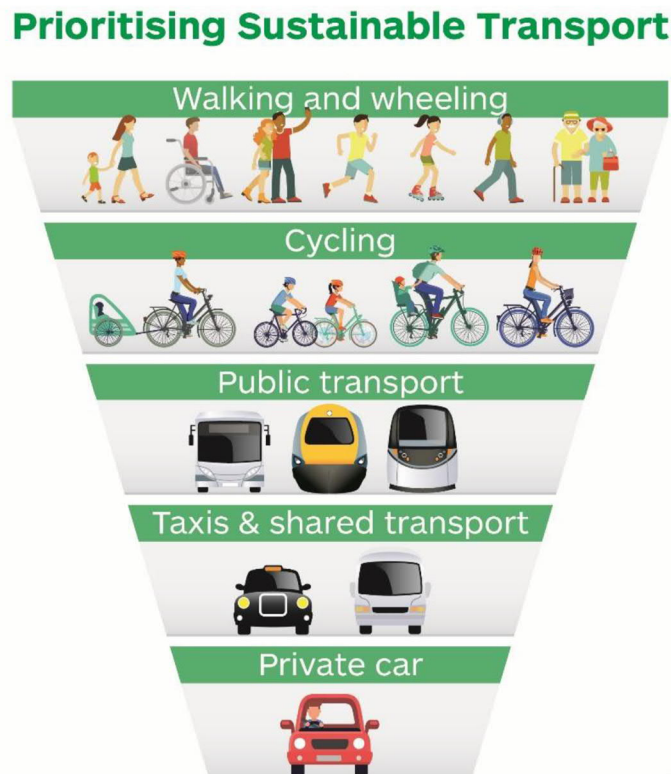 Prioritising Sustainable Transport
Walking and wheeling
Cycling
Public transport
Taxis & shared transport
Private car